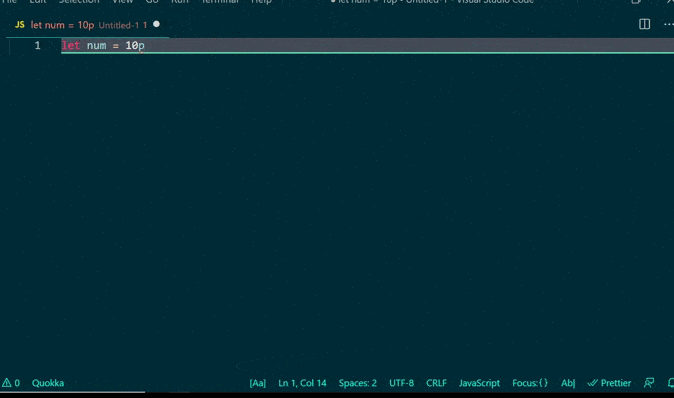 File Edit Selection View Go Run Terminal Help ● let num = 10p - Untitled-1 - Visual Studio Code
JS let num = 10p Untitled-1 1 ●
1 let num = 10p
0 Quokka [Aa] Ln 1, Col 14 Spaces: 2 UTF-8 CRLF JavaScript Focus:{} Ab| Prettier